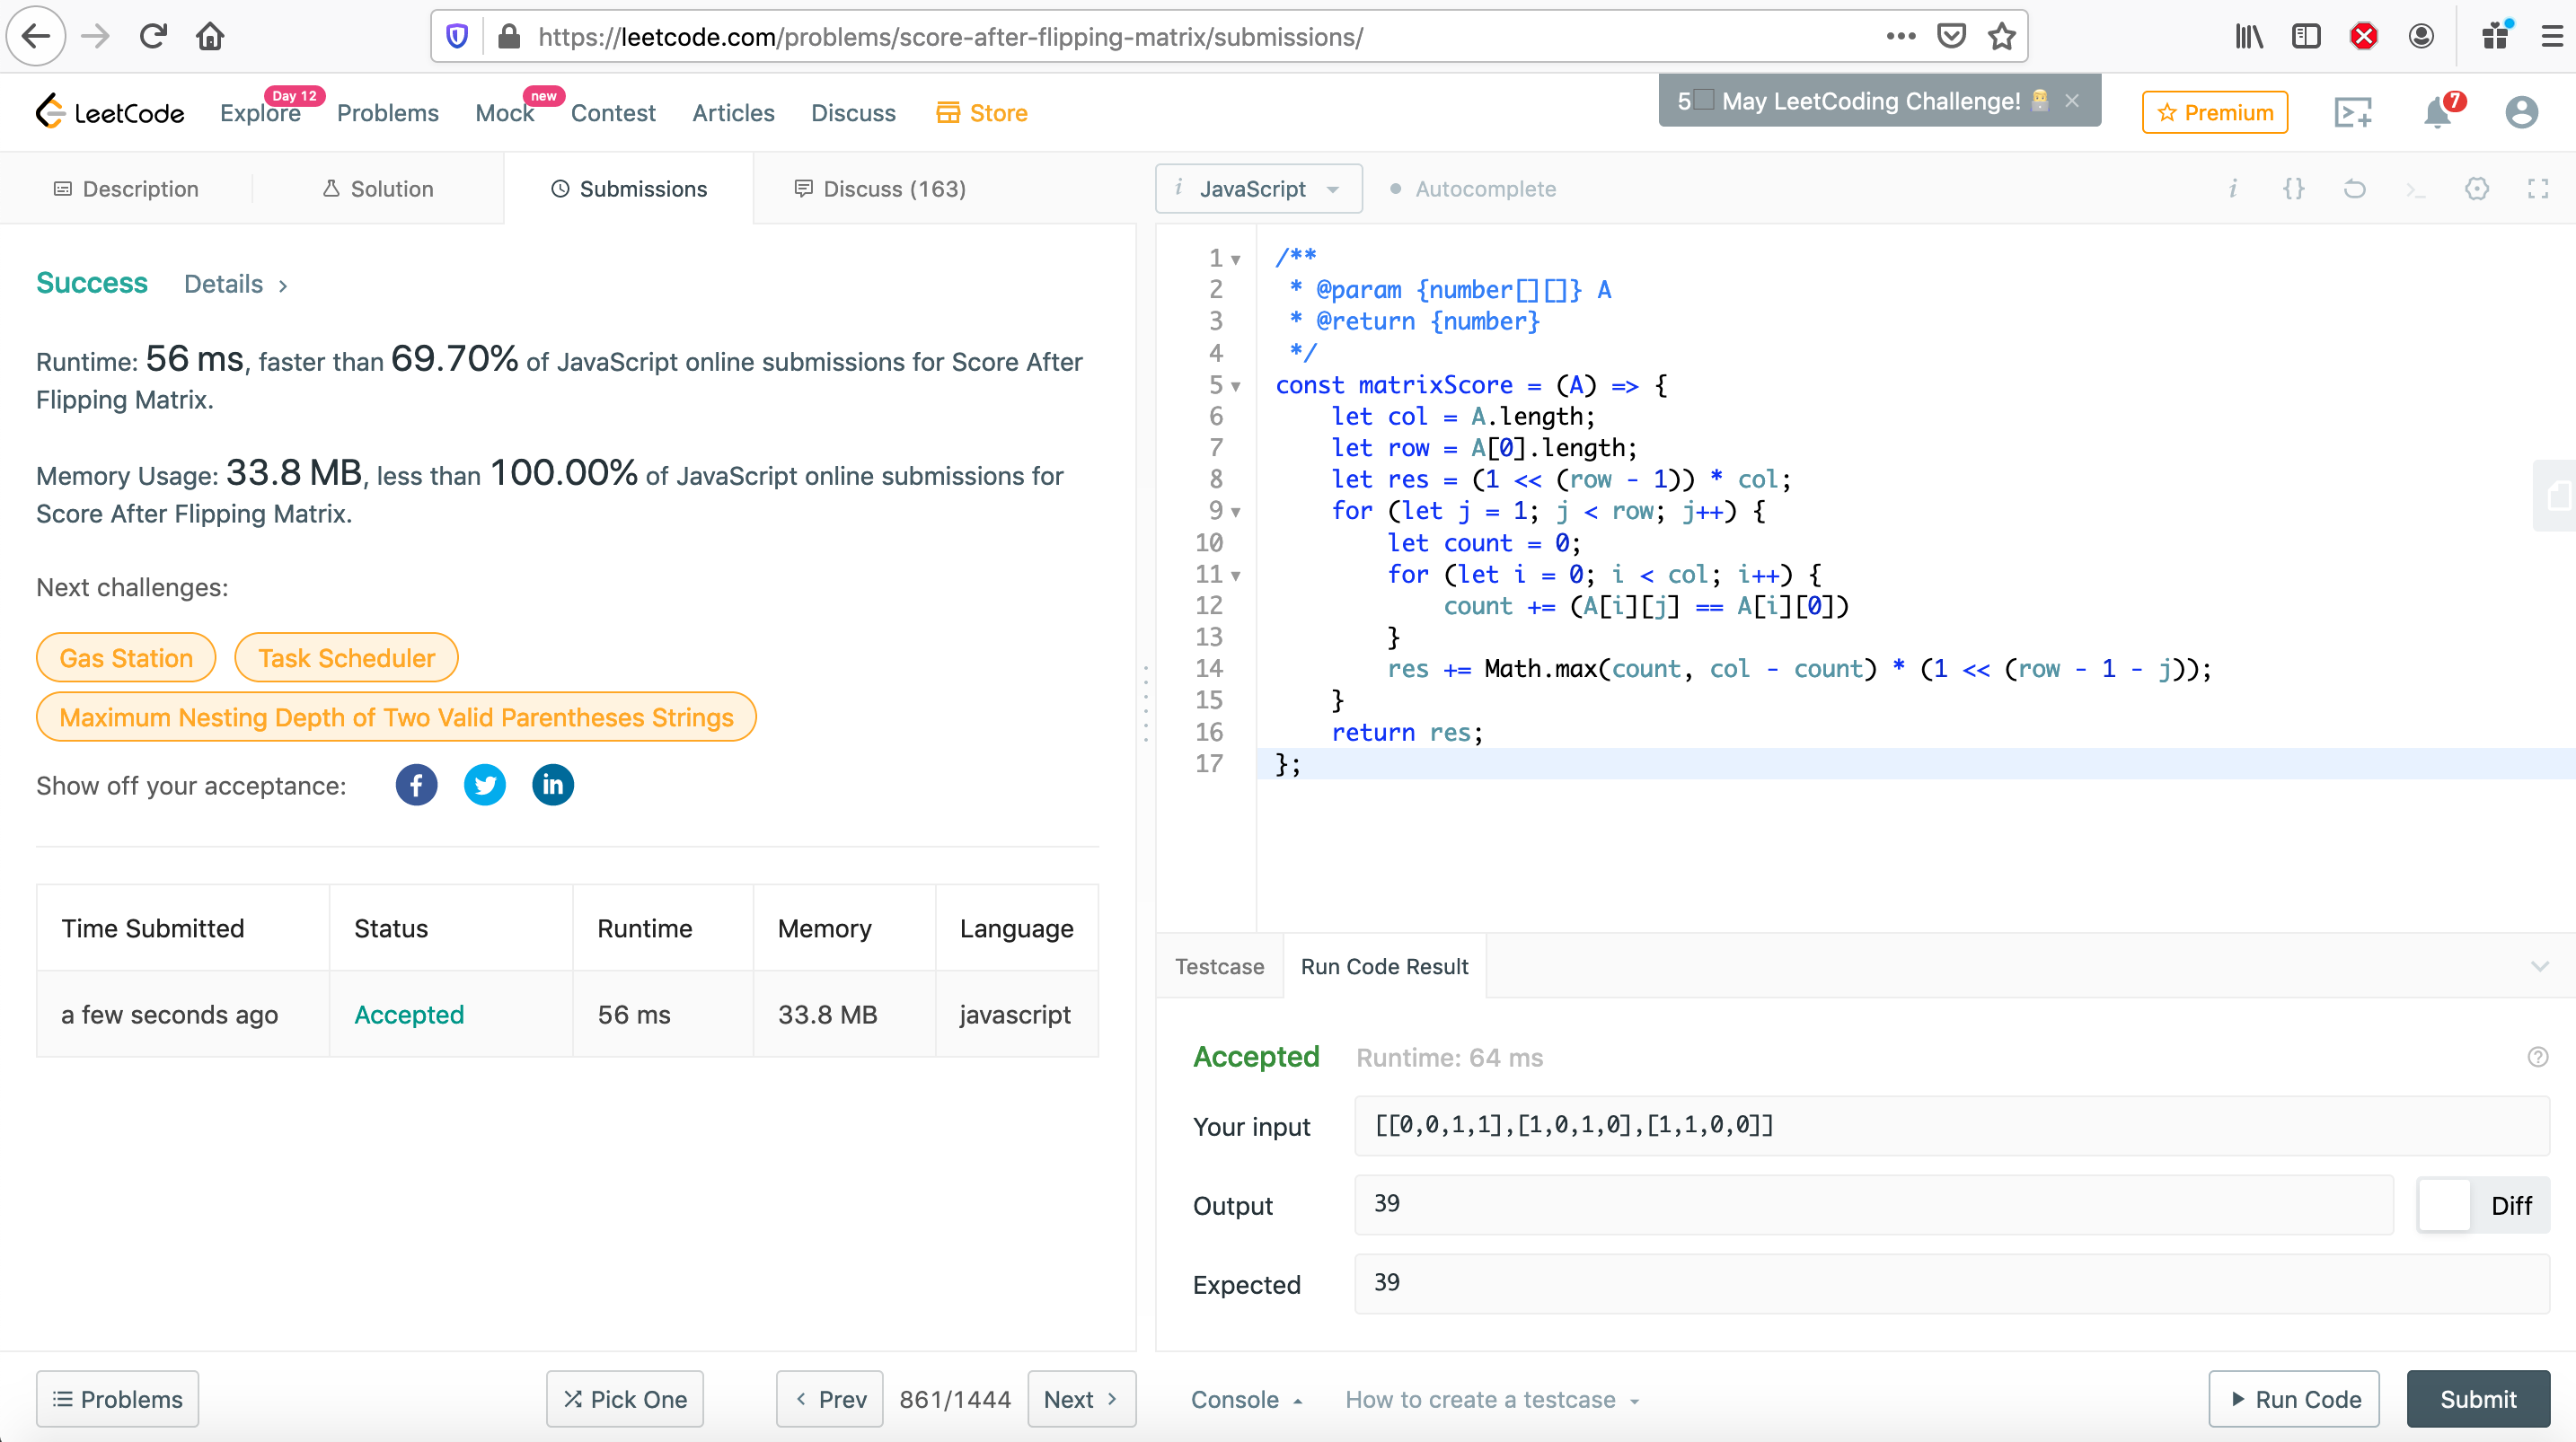 https://leetcode.com/problems/score-after-flipping-matrix/submissions/
LeetCode
Explore
Day 12
Problems
Mock
new
Contest
Articles
Discuss
Store
5 May LeetCoding Challenge!
Premium
7
Description
Solution
Submissions
Discuss (163)
i JavaScript
Autocomplete
Success
Details >
Runtime: 56 ms, faster than 69.70% of JavaScript online submissions for Score After
Flipping Matrix.
Memory Usage: 33.8 MB, less than 100.00% of JavaScript online submissions for
Score After Flipping Matrix.
Next challenges:
Gas Station
Task Scheduler
Maximum Nesting Depth of Two Valid Parentheses Strings
Show off your acceptance:
Time Submitted Status Runtime Memory Language
a few seconds ago Accepted 56 ms 33.8 MB javascript
1 /**
2  * @param {number[][]} A
3  * @return {number}
4  */
5 const matrixScore = (A) => {
6     let col = A.length;
7     let row = A[0].length;
8     let res = (1 << (row - 1)) * col;
9     for (let j = 1; j < row; j++) {
10         let count = 0;
11         for (let i = 0; i < col; i++) {
12             count += (A[i][j] == A[i][0])
13         }
14         res += Math.max(count, col - count) * (1 << (row - 1 - j));
15     }
16     return res;
17 };
Testcase
Run Code Result
Accepted
Runtime: 64 ms
Your input
[[0,0,1,1],[1,0,1,0],[1,1,0,0]]
Output
39
Diff
Expected
39
Problems
Pick One
Prev
861/1444
Next
Console
How to create a testcase
Run Code
Submit